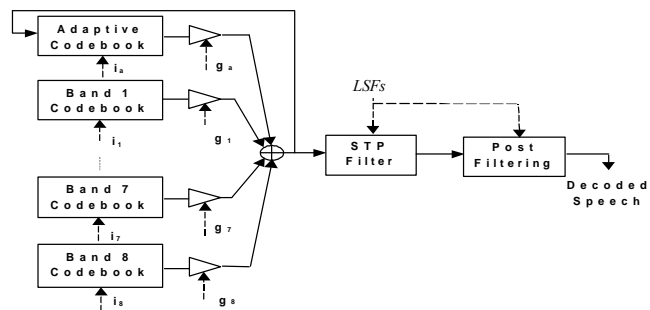 Adaptive
Codebook
i a
g a
Band 1
Codebook
i 1
g 1
LSFs
STP
Filter
Post
Filtering
Decoded
Speech
Band 7
Codebook
i 7
g 7
Band 8
Codebook
i 8
g 8